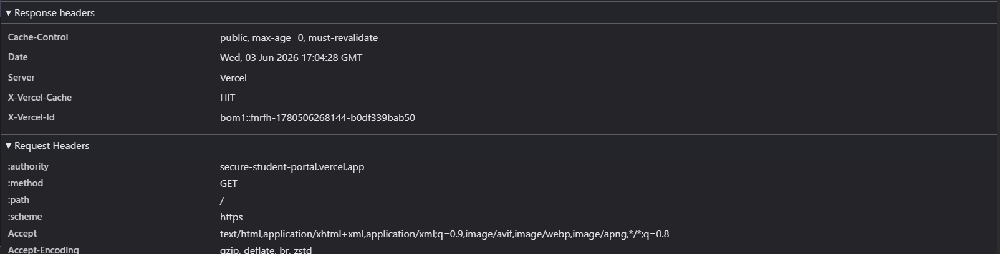 ▼ Response headers
Cache-Control public, max-age=0, must-revalidate
Date Wed, 03 Jun 2026 17:04:28 GMT
Server Vercel
X-Vercel-Cache HIT
X-Vercel-Id bom1::fnrfh-1780506268144-b0df339bab50
▼ Request Headers
:authority secure-student-portal.vercel.app
:method GET
:path /
:scheme https
Accept text/html,application/xhtml+xml,application/xml;q=0.9,image/avif,image/webp,image/apng,*/*;q=0.8
Accept-Encoding gzip, deflate, br, zstd